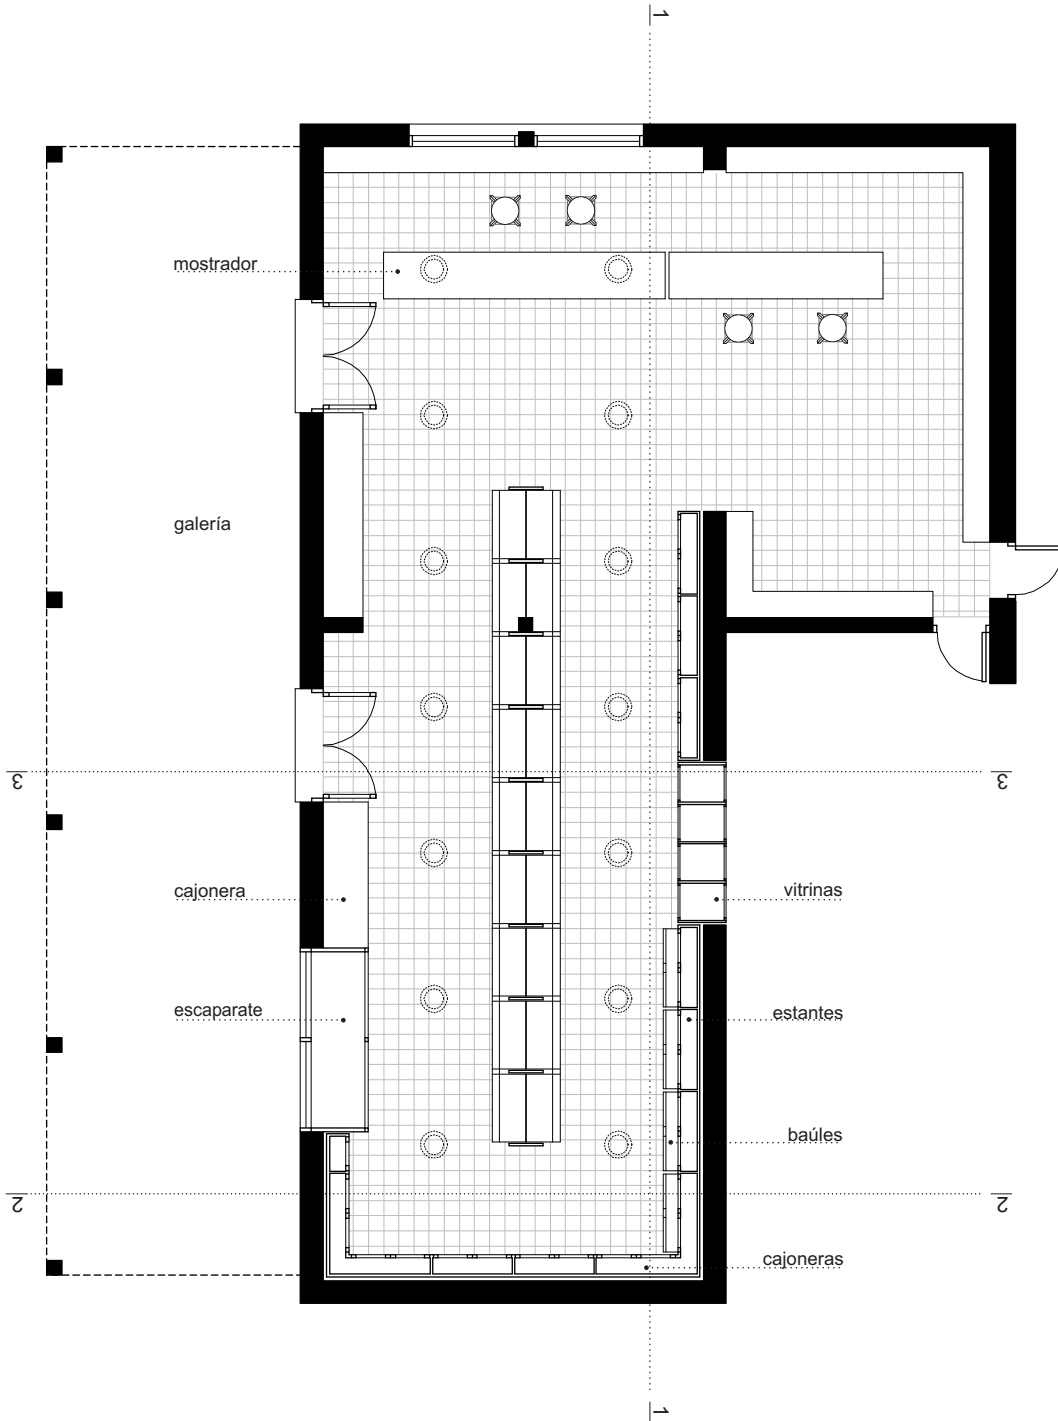 1
mostrador
galería
3
3
cajonera
vitrinas
escaparate
estantes
baúles
2
2
cajoneras
1